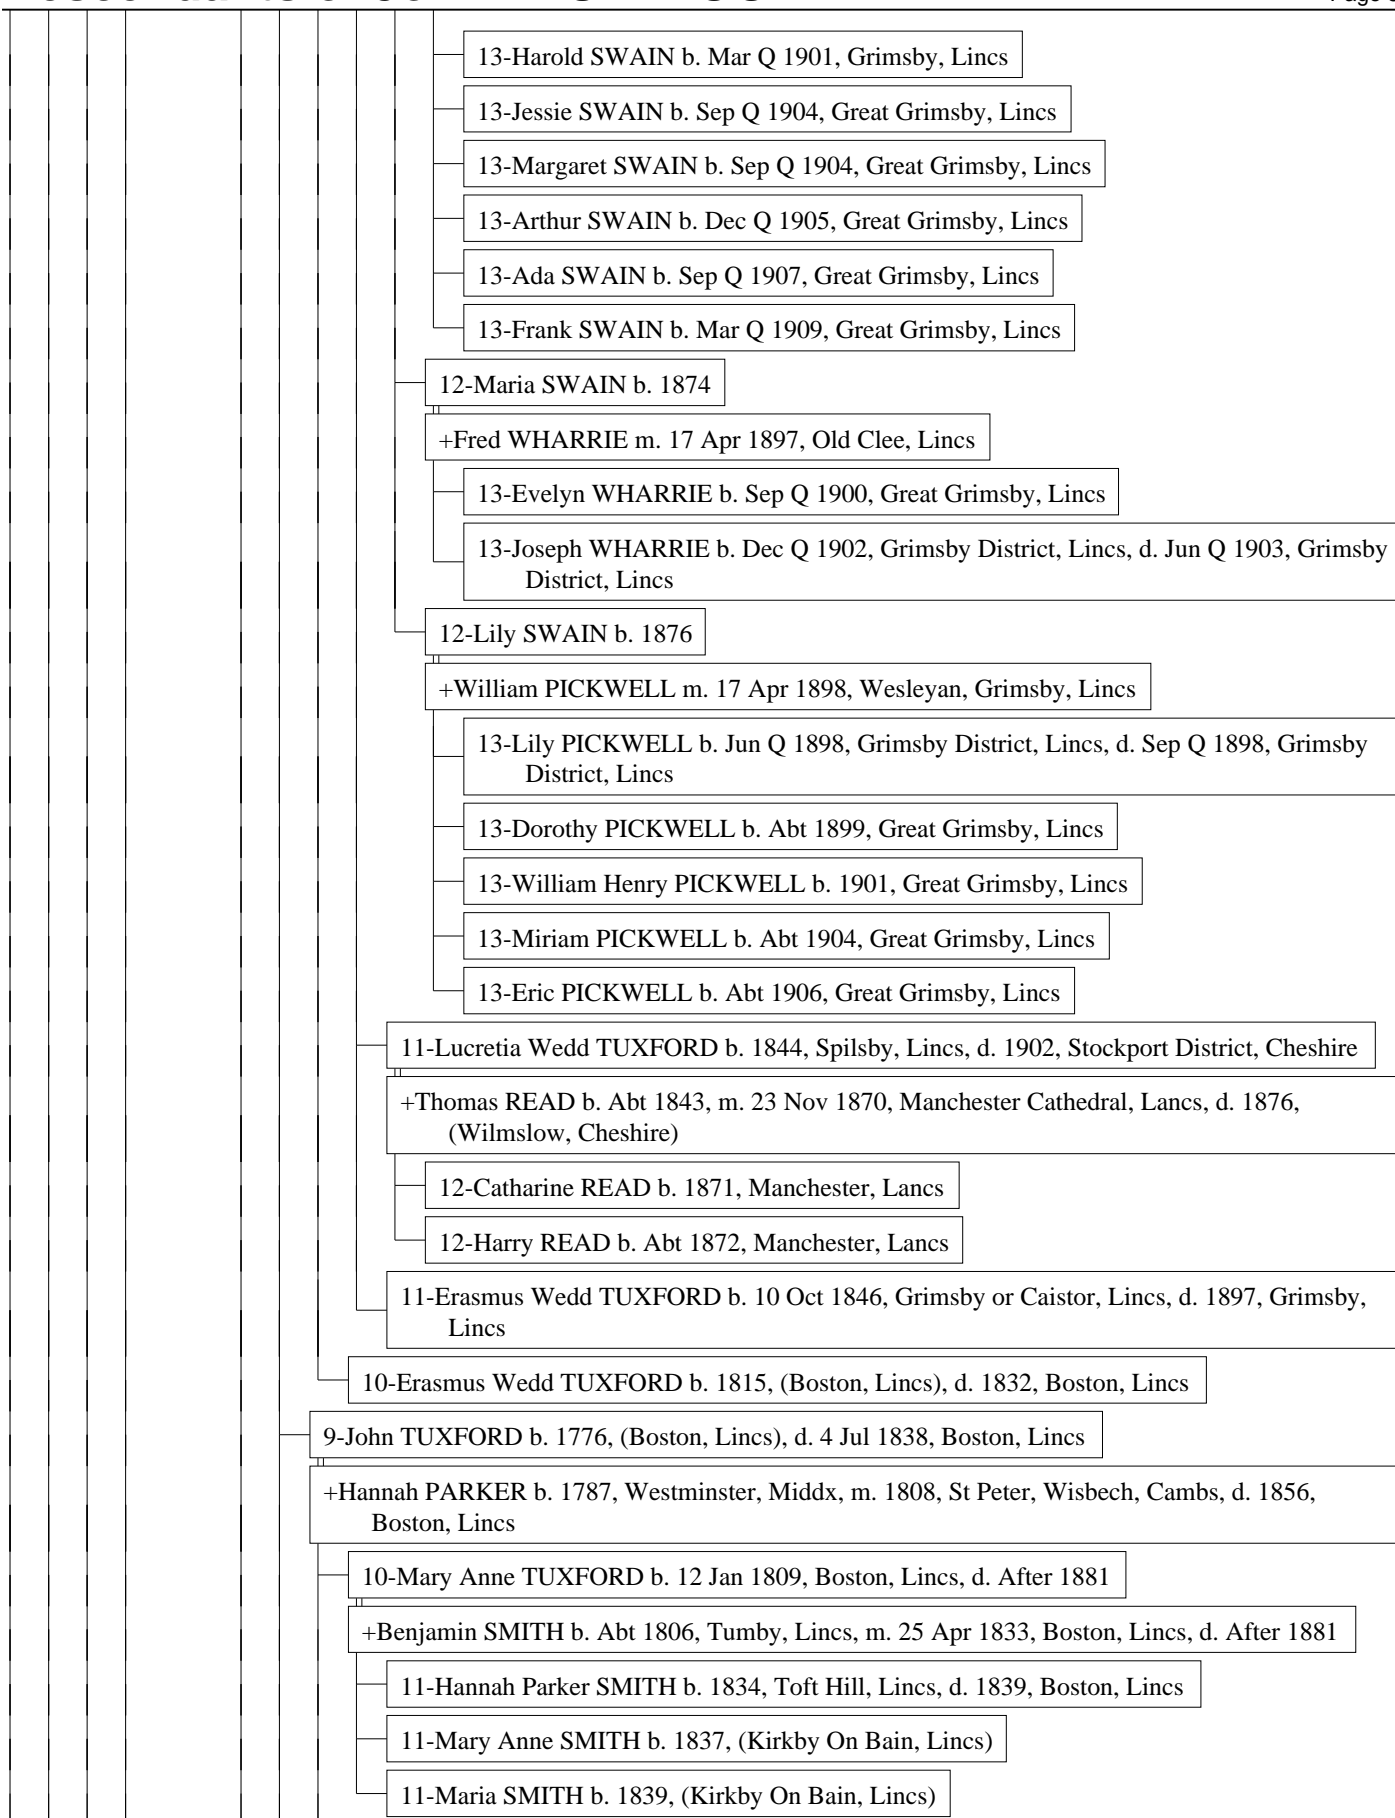 13-Harold SWAIN b. Mar Q 1901, Grimsby, Lincs
13-Jessie SWAIN b. Sep Q 1904, Great Grimsby, Lincs
13-Margaret SWAIN b. Sep Q 1904, Great Grimsby, Lincs
13-Arthur SWAIN b. Dec Q 1905, Great Grimsby, Lincs
13-Ada SWAIN b. Sep Q 1907, Great Grimsby, Lincs
13-Frank SWAIN b. Mar Q 1909, Great Grimsby, Lincs
12-Maria SWAIN b. 1874
+Fred WHARRIE m. 17 Apr 1897, Old Clee, Lincs
13-Evelyn WHARRIE b. Sep Q 1900, Great Grimsby, Lincs
13-Joseph WHARRIE b. Dec Q 1902, Grimsby District, Lincs, d. Jun Q 1903, Grimsby
District, Lincs
12-Lily SWAIN b. 1876
+William PICKWELL m. 17 Apr 1898, Wesleyan, Grimsby, Lincs
13-Lily PICKWELL b. Jun Q 1898, Grimsby District, Lincs, d. Sep Q 1898, Grimsby
District, Lincs
13-Dorothy PICKWELL b. Abt 1899, Great Grimsby, Lincs
13-William Henry PICKWELL b. 1901, Great Grimsby, Lincs
13-Miriam PICKWELL b. Abt 1904, Great Grimsby, Lincs
13-Eric PICKWELL b. Abt 1906, Great Grimsby, Lincs
11-Lucretia Wedd TUXFORD b. 1844, Spilsby, Lincs, d. 1902, Stockport District, Cheshire
+Thomas READ b. Abt 1843, m. 23 Nov 1870, Manchester Cathedral, Lancs, d. 1876,
(Wilmslow, Cheshire)
12-Catharine READ b. 1871, Manchester, Lancs
12-Harry READ b. Abt 1872, Manchester, Lancs
11-Erasmus Wedd TUXFORD b. 10 Oct 1846, Grimsby or Caistor, Lincs, d. 1897, Grimsby,
Lincs
10-Erasmus Wedd TUXFORD b. 1815, (Boston, Lincs), d. 1832, Boston, Lincs
9-John TUXFORD b. 1776, (Boston, Lincs), d. 4 Jul 1838, Boston, Lincs
+Hannah PARKER b. 1787, Westminster, Middx, m. 1808, St Peter, Wisbech, Cambs, d. 1856,
Boston, Lincs
10-Mary Anne TUXFORD b. 12 Jan 1809, Boston, Lincs, d. After 1881
+Benjamin SMITH b. Abt 1806, Tumby, Lincs, m. 25 Apr 1833, Boston, Lincs, d. After 1881
11-Hannah Parker SMITH b. 1834, Toft Hill, Lincs, d. 1839, Boston, Lincs
11-Mary Anne SMITH b. 1837, (Kirkby On Bain, Lincs)
11-Maria SMITH b. 1839, (Kirkby On Bain, Lincs)